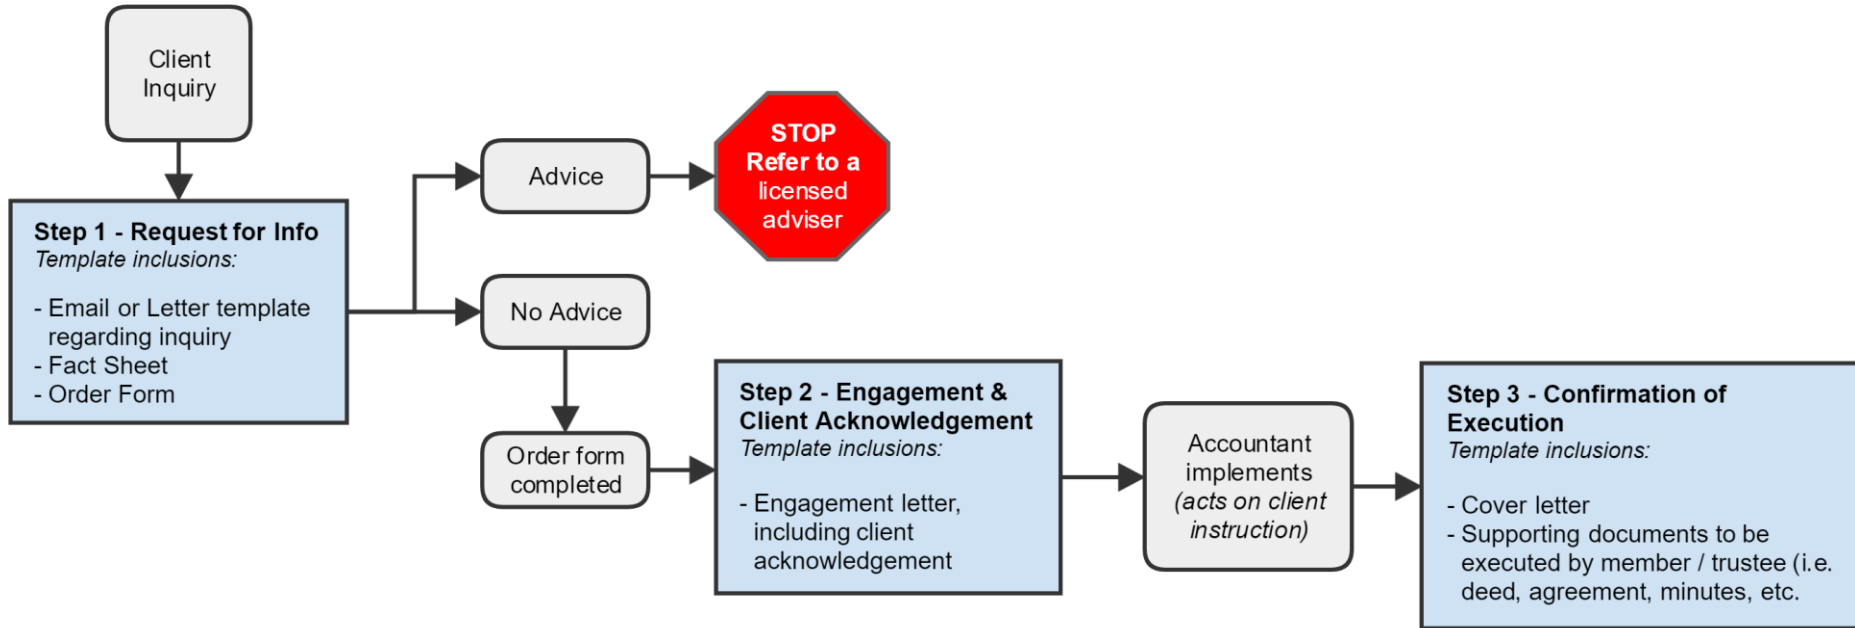 Client
Inquiry
Step 1 - Request for Info
Template inclusions:
- Email or Letter template
regarding inquiry
- Fact Sheet
- Order Form
Advice
STOP
Refer to a
licensed
adviser
No Advice
Order form
completed
Step 2 - Engagement &
Client Acknowledgement
Template inclusions:
- Engagement letter,
including client
acknowledgement
Accountant
implements
(acts on client
instruction)
Step 3 - Confirmation of
Execution
Template inclusions:
- Cover letter
- Supporting documents to be
executed by member / trustee (i.e.
deed, agreement, minutes, etc.